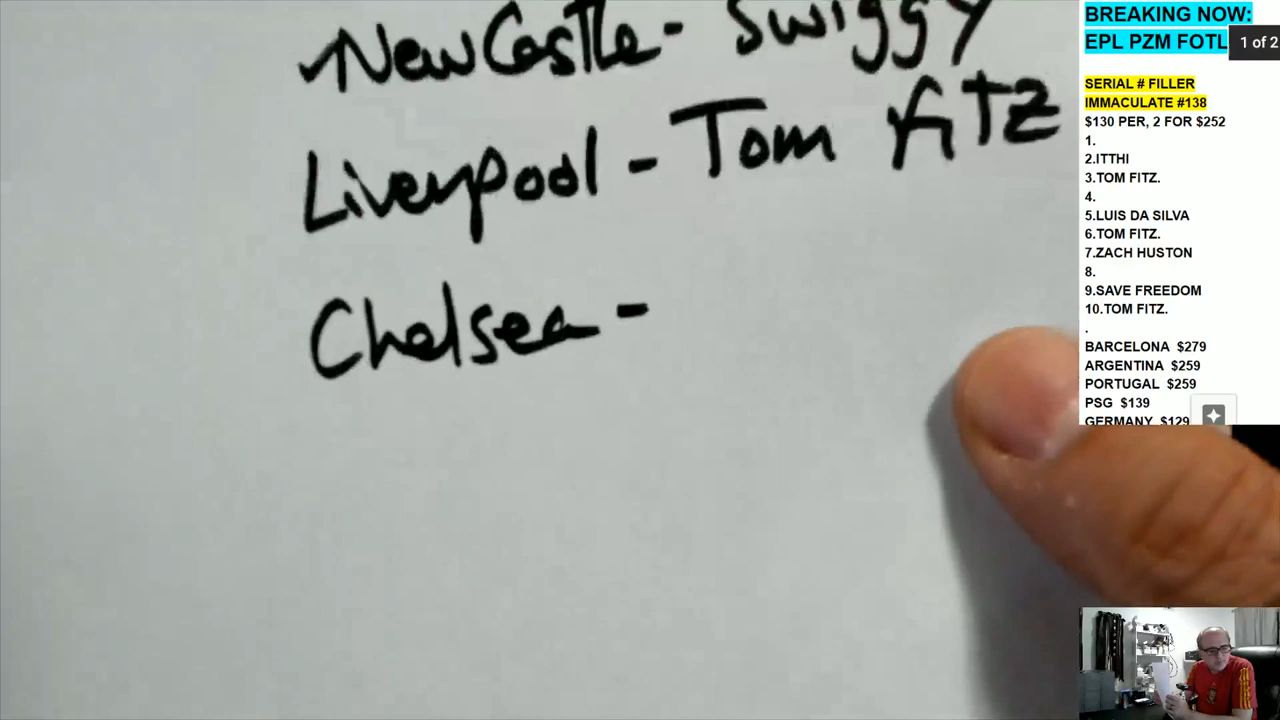 NewCastle - Swiggy
Liverpool - Tom Fitz
Chelsea -
BREAKING NOW:
EPL PZM FOTL
1 of 2
SERIAL # FILLER
IMMACULATE #138
$130 PER, 2 FOR $252
1.
2.ITTHI
3.TOM FITZ.
4.
5.LUIS DA SILVA
6.TOM FITZ.
7.ZACH HUSTON
8.
9.SAVE FREEDOM
10.TOM FITZ.
.
BARCELONA $279
ARGENTINA $259
PORTUGAL $259
PSG $139
GERMANY $129